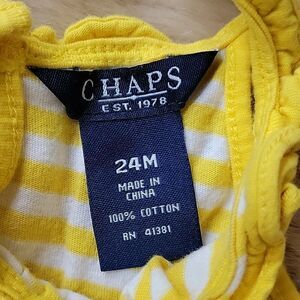 CHAPS
EST. 1978
24M
MADE IN
CHINA
100% COTTON
RN 41381